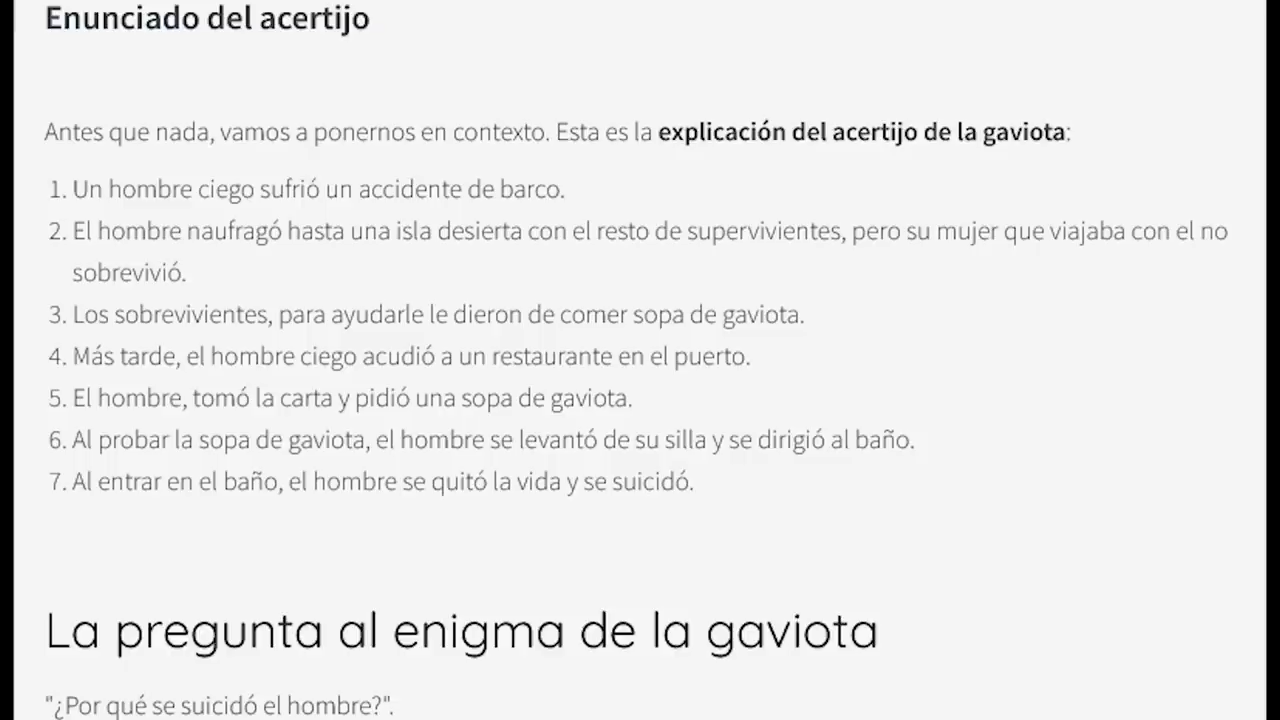 Enunciado del acertijo
Antes que nada, vamos a ponernos en contexto. Esta es la explicación del acertijo de la gaviota:
1. Un hombre ciego sufrió un accidente de barco.
2. El hombre naufragó hasta una isla desierta con el resto de supervivientes, pero su mujer que viajaba con el no
sobrevivió.
3. Los sobrevivientes, para ayudarle le dieron de comer sopa de gaviota.
4. Más tarde, el hombre ciego acudió a un restaurante en el puerto.
5. El hombre, tomó la carta y pidió una sopa de gaviota.
6. Al probar la sopa de gaviota, el hombre se levantó de su silla y se dirigió al baño.
7. Al entrar en el baño, el hombre se quitó la vida y se suicidó.
La pregunta al enigma de la gaviota
"¿Por qué se suicidó el hombre?".